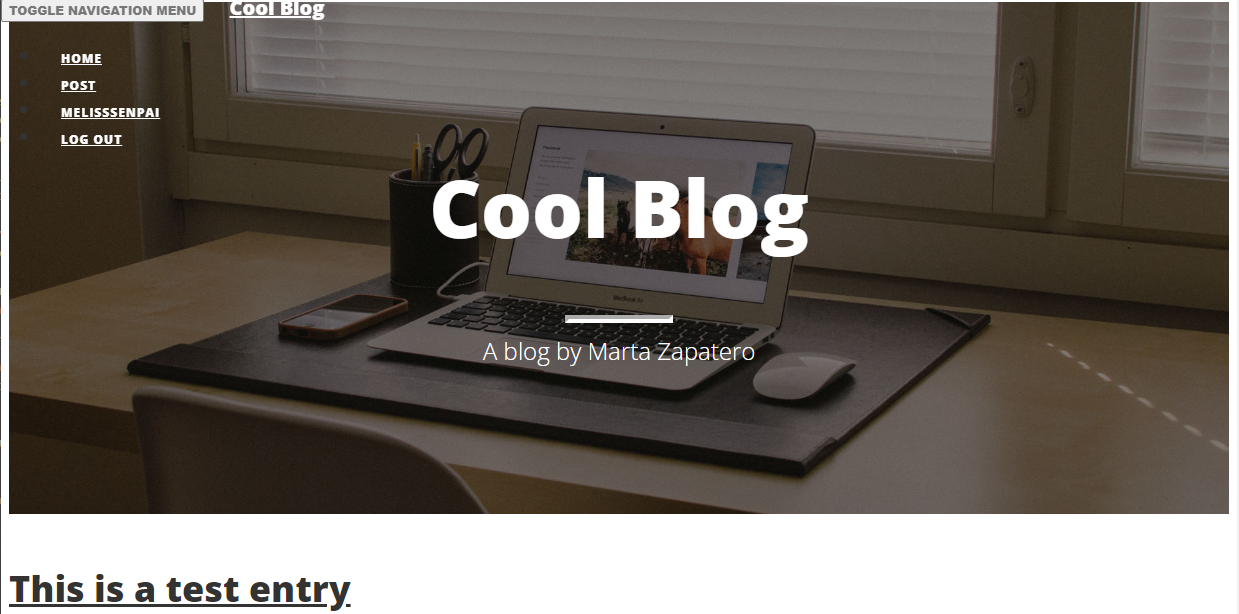 TOGGLE NAVIGATION MENU
Cool Blog
HOME
POST
MELISSSENPAI
LOG OUT
Cool Blog
A blog by Marta Zapatero
This is a test entry